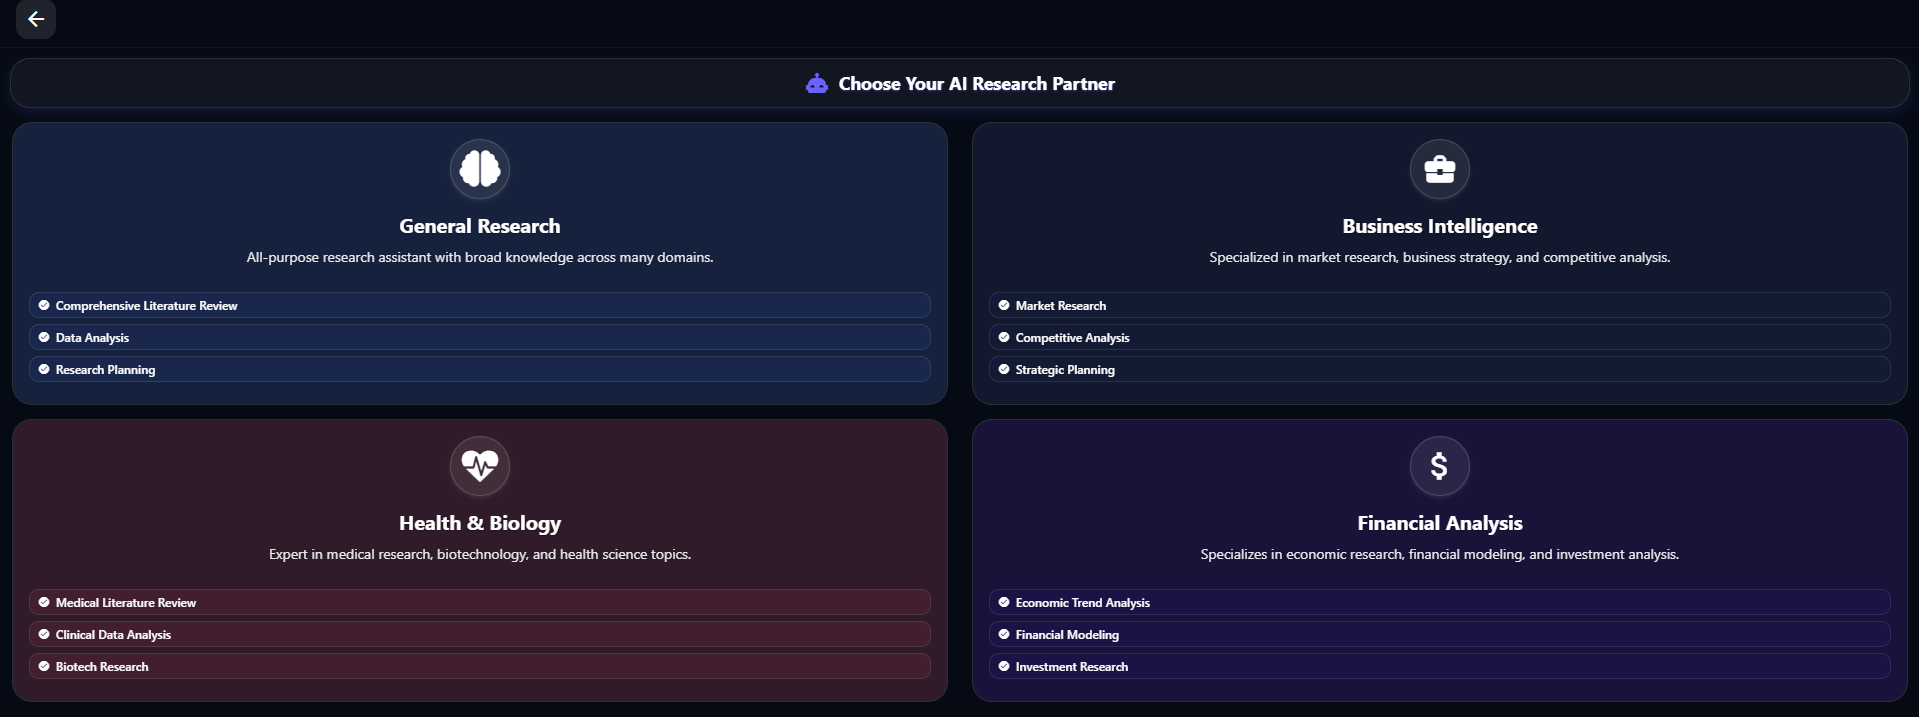 Choose Your AI Research Partner
General Research
All-purpose research assistant with broad knowledge across many domains.
Comprehensive Literature Review
Data Analysis
Research Planning
Business Intelligence
Specialized in market research, business strategy, and competitive analysis.
Market Research
Competitive Analysis
Strategic Planning
Health & Biology
Expert in medical research, biotechnology, and health science topics.
Medical Literature Review
Clinical Data Analysis
Biotech Research
Financial Analysis
Specializes in economic research, financial modeling, and investment analysis.
Economic Trend Analysis
Financial Modeling
Investment Research